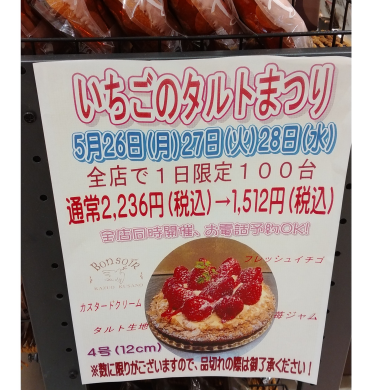 いちごのタルトまつり
5月26日(月)27日(火)28日(水)
全店で1日限定100台
通常2,236円(税込)→1,512円(税込)
全店同時開催、お電話予約OK!
Bonsoir
フレッシュイチゴ
カスタードクリーム
タルト生地
苺ジャム
4号(12cm)
※数に限りがございますので、品切れの際は御了承ください!